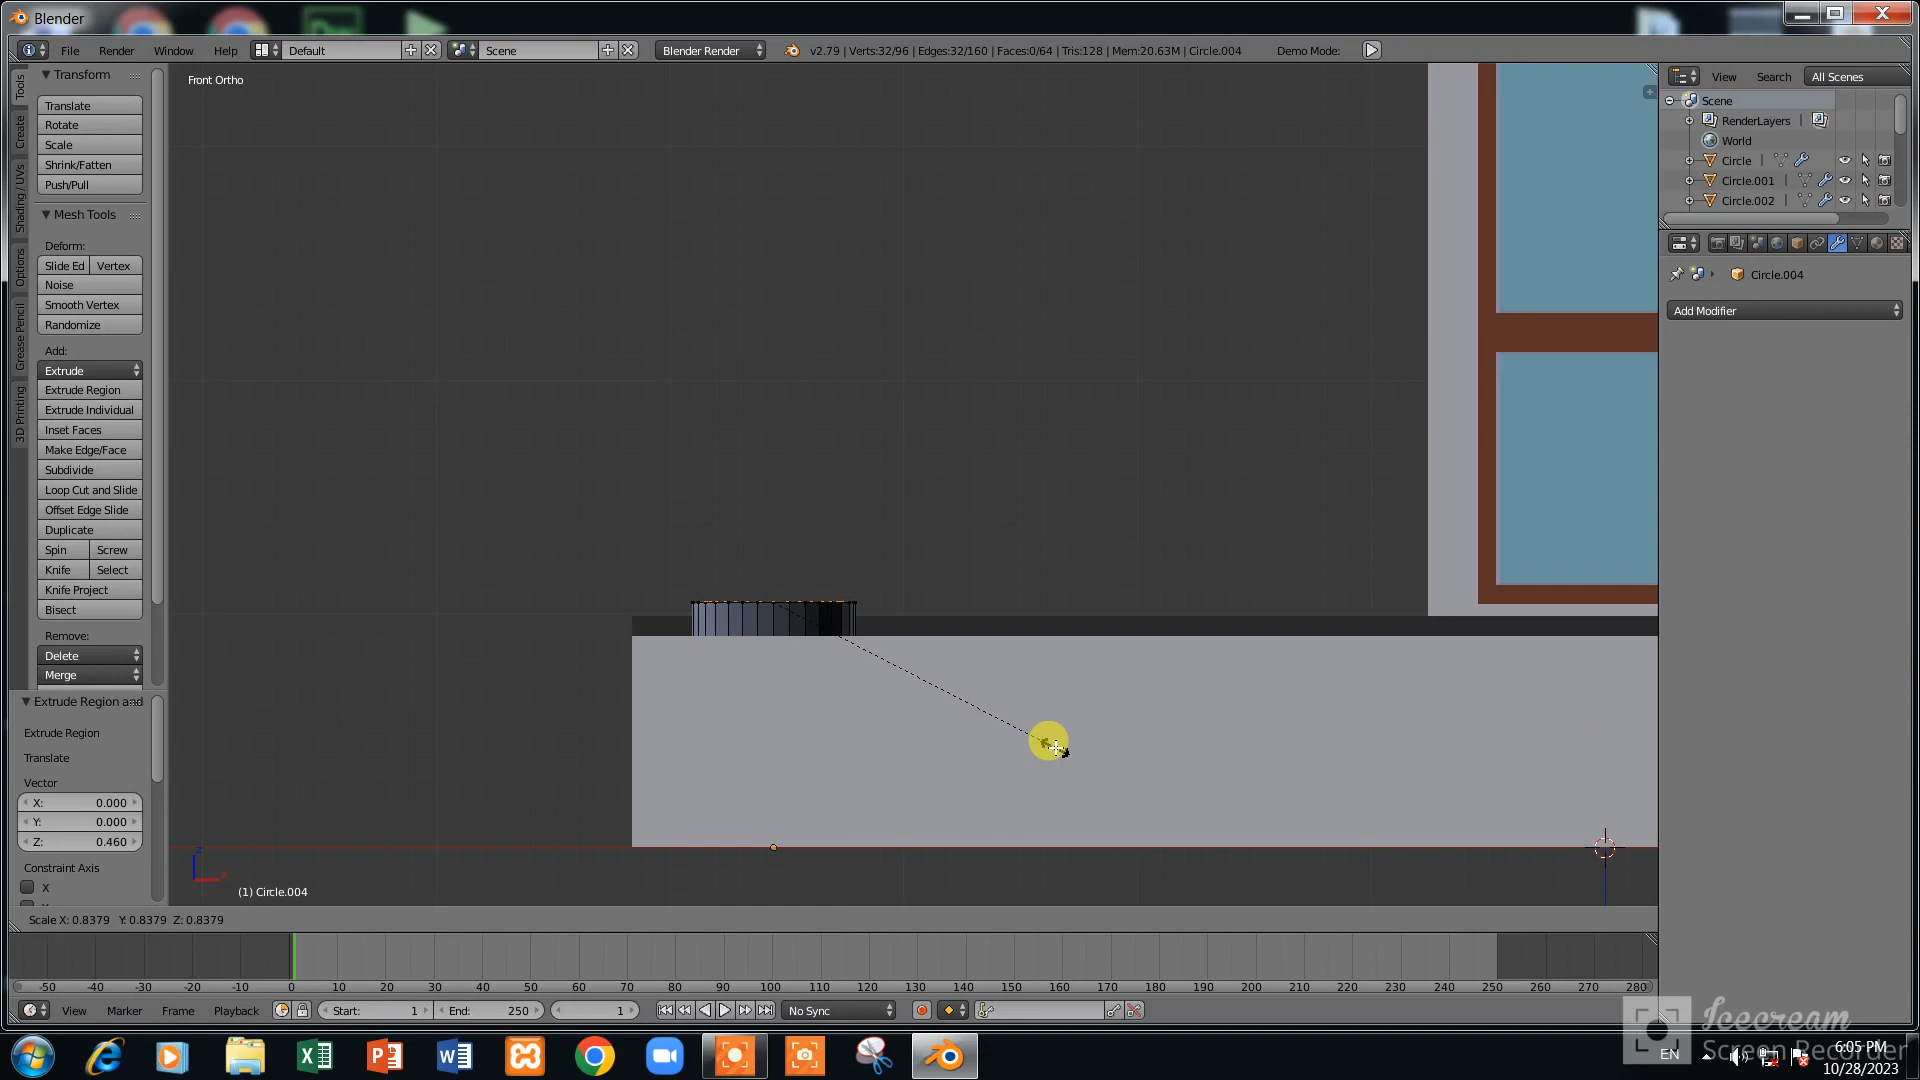 Blender
File Render Window Help Default Scene Blender Render v2.79 | Verts:32/96 | Edges:32/160 | Faces:0/64 | Tris:128 | Mem:20.63M | Circle.004 Demo Mode:
Tools
Create
Shading / UVs
Options
Grease Pencil
3D Printing
Transform
Translate
Rotate
Scale
Shrink/Fatten
Push/Pull
Mesh Tools
Deform:
Slide Ed Vertex
Noise
Smooth Vertex
Randomize
Add:
Extrude
Extrude Region
Extrude Individual
Inset Faces
Make Edge/Face
Subdivide
Loop Cut and Slide
Offset Edge Slide
Duplicate
Spin Screw
Knife Select
Knife Project
Bisect
Remove:
Delete
Merge
Extrude Region and
Extrude Region
Translate
Vector
X: 0.000
Y: 0.000
Z: 0.460
Constraint Axis
X
Front Ortho
(1) Circle.004
Scale X: 0.8379 Y: 0.8379 Z: 0.8379
View Search All Scenes
Scene
RenderLayers
World
Circle
Circle.001
Circle.002
Circle.004
Add Modifier
-50 -40 -30 -20 -10 0 10 20 30 40 50 60 70 80 90 100 110 120 130 140 150 160 170 180 190 200 210 220 230 240 250 260 270 280
View Marker Frame Playback Start: 1 End: 250 1 No Sync
Icecream
Screen Recorder
EN
6:05 PM
10/28/2023